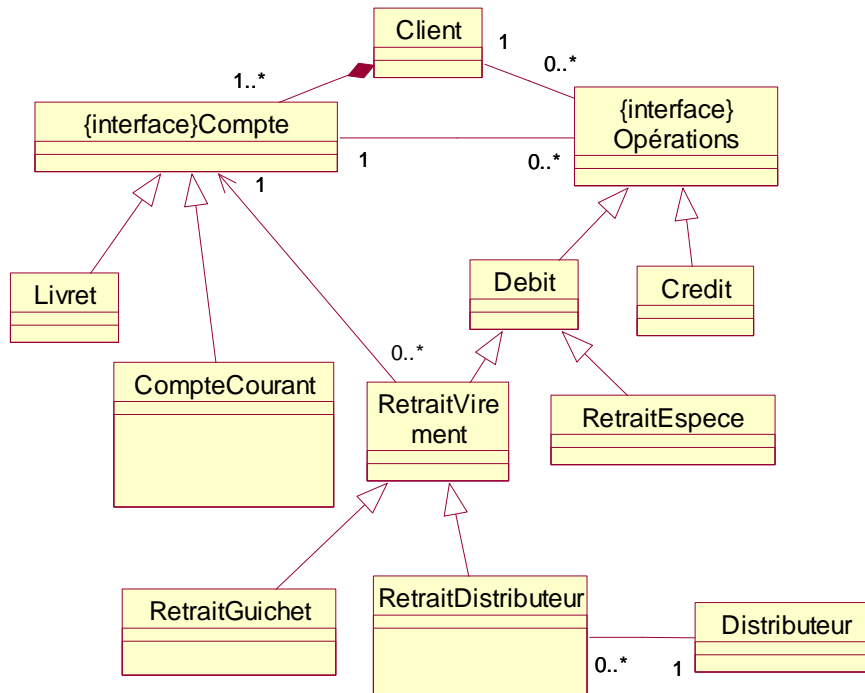 Client
1
1..*
0..*
{interface}Compte
{interface}
Opérations
1
0..*
1
Livret
Debit
Credit
0..*
CompteCourant
RetraitVire
ment
RetraitEspece
RetraitGuichet
RetraitDistributeur
Distributeur
0..*
1